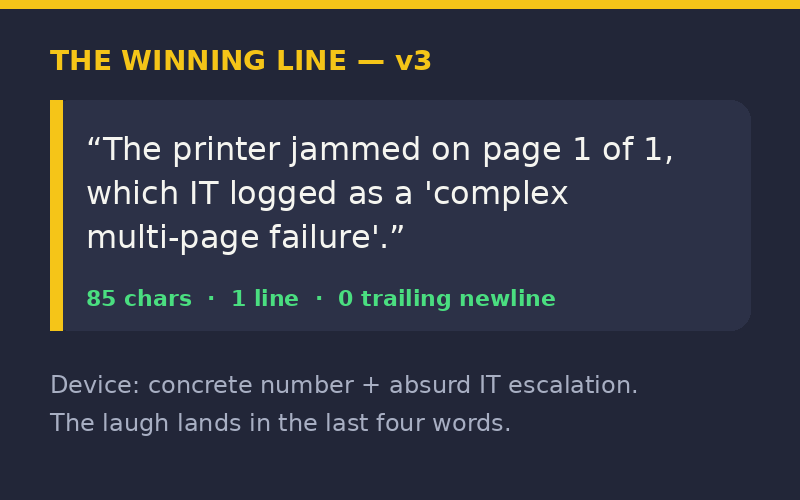 THE WINNING LINE — v3
“The printer jammed on page 1 of 1,
which IT logged as a 'complex
multi-page failure'.”
85 chars · 1 line · 0 trailing newline
Device: concrete number + absurd IT escalation.
The laugh lands in the last four words.